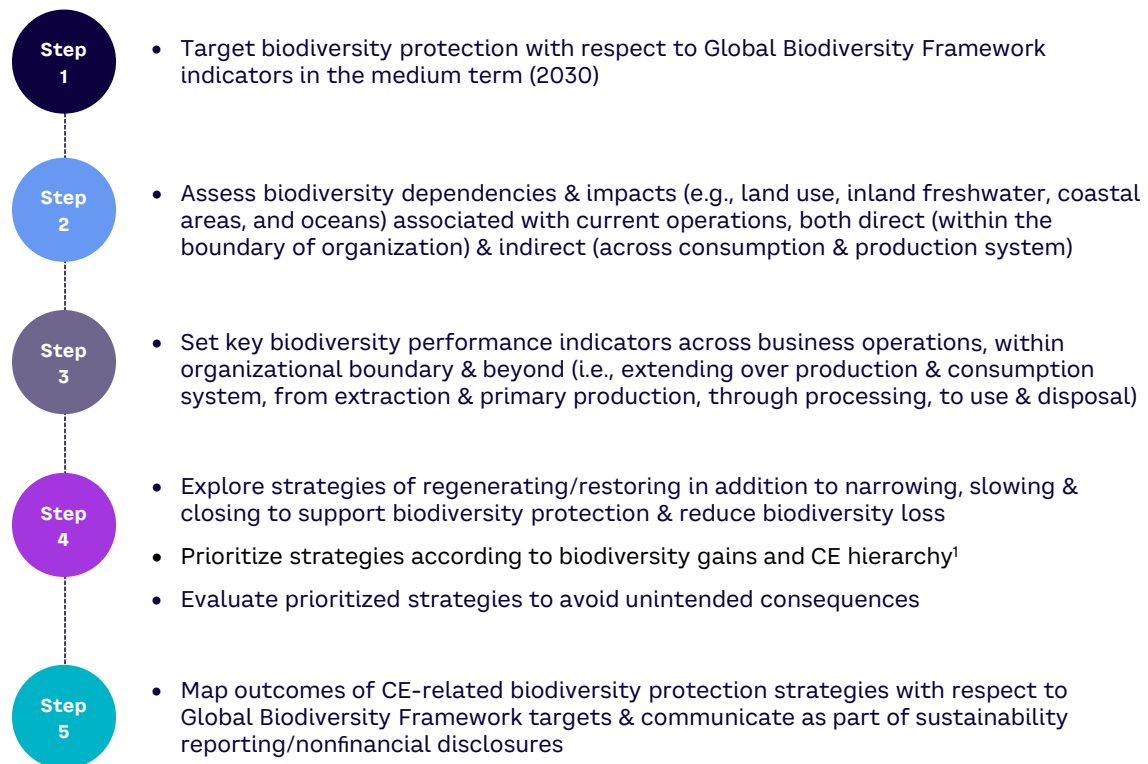 Step
1
• Target biodiversity protection with respect to Global Biodiversity Framework
indicators in the medium term (2030)
Step
2
• Assess biodiversity dependencies & impacts (e.g., land use, inland freshwater, coastal
areas, and oceans) associated with current operations, both direct (within the
boundary of organization) & indirect (across consumption & production system)
Step
3
• Set key biodiversity performance indicators across business operations, within
organizational boundary & beyond (i.e., extending over production & consumption
system, from extraction & primary production, through processing, to use & disposal)
Step
4
• Explore strategies of regenerating/restoring in addition to narrowing, slowing &
closing to support biodiversity protection & reduce biodiversity loss
• Prioritize strategies according to biodiversity gains and CE hierarchy¹
• Evaluate prioritized strategies to avoid unintended consequences
Step
5
• Map outcomes of CE-related biodiversity protection strategies with respect to
Global Biodiversity Framework targets & communicate as part of sustainability
reporting/nonfinancial disclosures